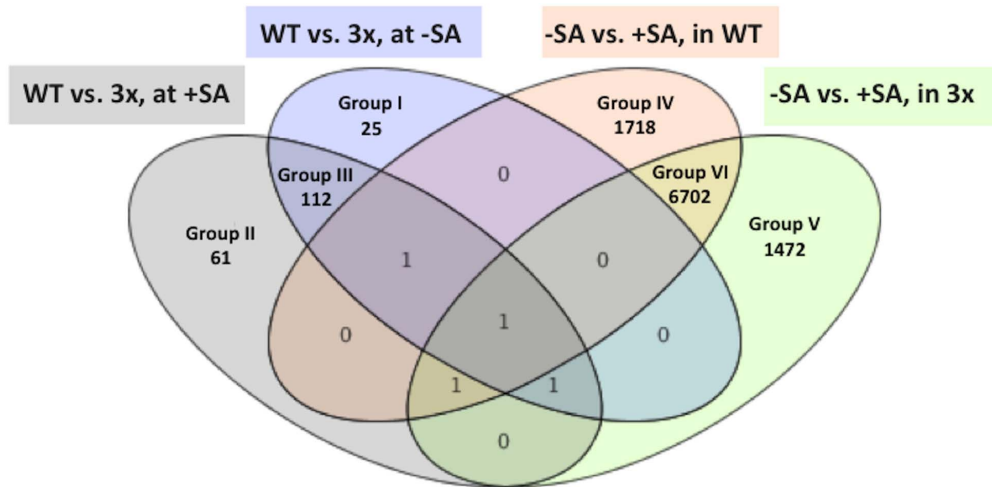 WT vs. 3x, at -SA
-SA vs. +SA, in WT
WT vs. 3x, at +SA
-SA vs. +SA, in 3x
Group I
25
Group IV
1718
Group III
112
0
Group VI
6702
Group II
61
Group V
1472
1
0
1
0
0
1
1
0